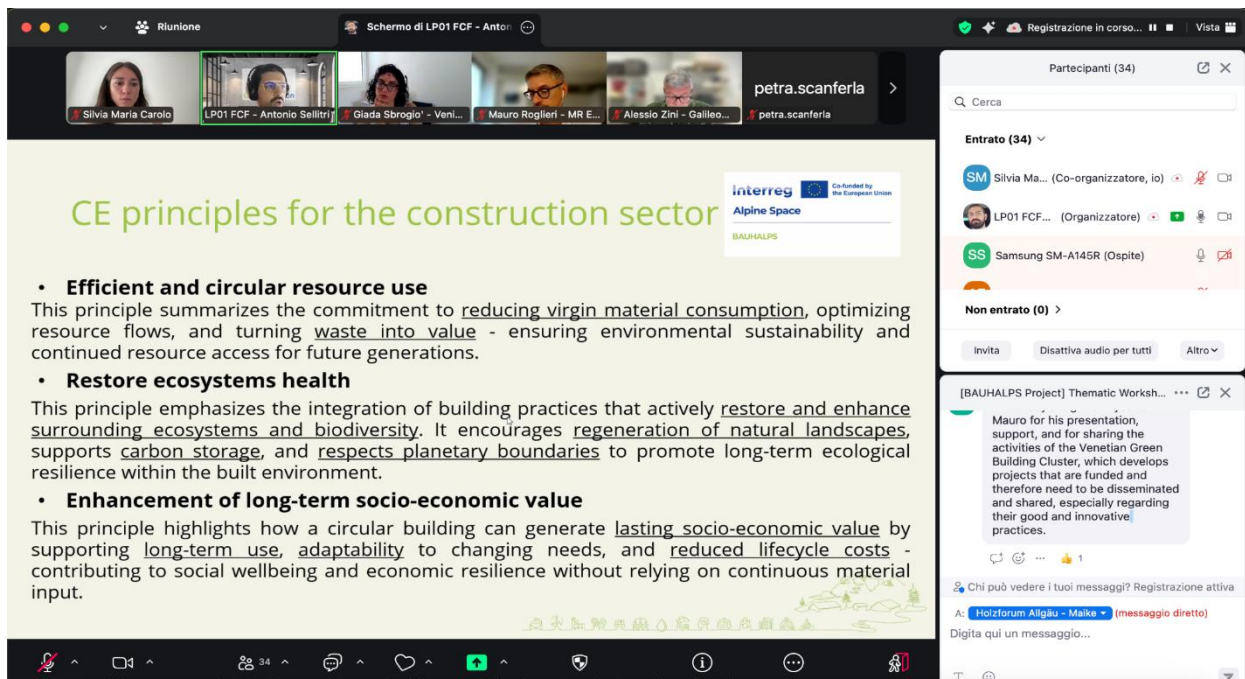 Riunione
Schermo di LP01 FCF - Anton
Registrazione in corso...
Vista
Silvia Maria Carolo
LP01 FCF - Antonio Sellitri
Giada Sbrogio' - Veni...
Mauro Roglieri - MR E...
Alessio Zini - Galileo...
petra.scanferla
petra.scanferla
CE principles for the construction sector
Interreg
Co-funded by
the European Union
Alpine Space
BAUHALPS
• Efficient and circular resource use
This principle summarizes the commitment to reducing virgin material consumption, optimizing
resource flows, and turning waste into value - ensuring environmental sustainability and
continued resource access for future generations.
• Restore ecosystems health
This principle emphasizes the integration of building practices that actively restore and enhance
surrounding ecosystems and biodiversity. It encourages regeneration of natural landscapes,
supports carbon storage, and respects planetary boundaries to promote long-term ecological
resilience within the built environment.
• Enhancement of long-term socio-economic value
This principle highlights how a circular building can generate lasting socio-economic value by
supporting long-term use, adaptability to changing needs, and reduced lifecycle costs -
contributing to social wellbeing and economic resilience without relying on continuous material
input.
34
Partecipanti (34)
Cerca
Entrato (34)
SM Silvia Ma... (Co-organizzatore, io)
LP01 FCF... (Organizzatore)
SS Samsung SM-A145R (Ospite)
Non entrato (0)
Invita
Disattiva audio per tutti
Altro
[BAUHALPS Project] Thematic Worksh...
Mauro for his presentation,
support, and for sharing the
activities of the Venetian Green
Building Cluster, which develops
projects that are funded and
therefore need to be disseminated
and shared, especially regarding
their good and innovative
practices.
1
Chi può vedere i tuoi messaggi? Registrazione attiva
A: Holzforum Allgäu - Maike (messaggio diretto)
Digita qui un messaggio...